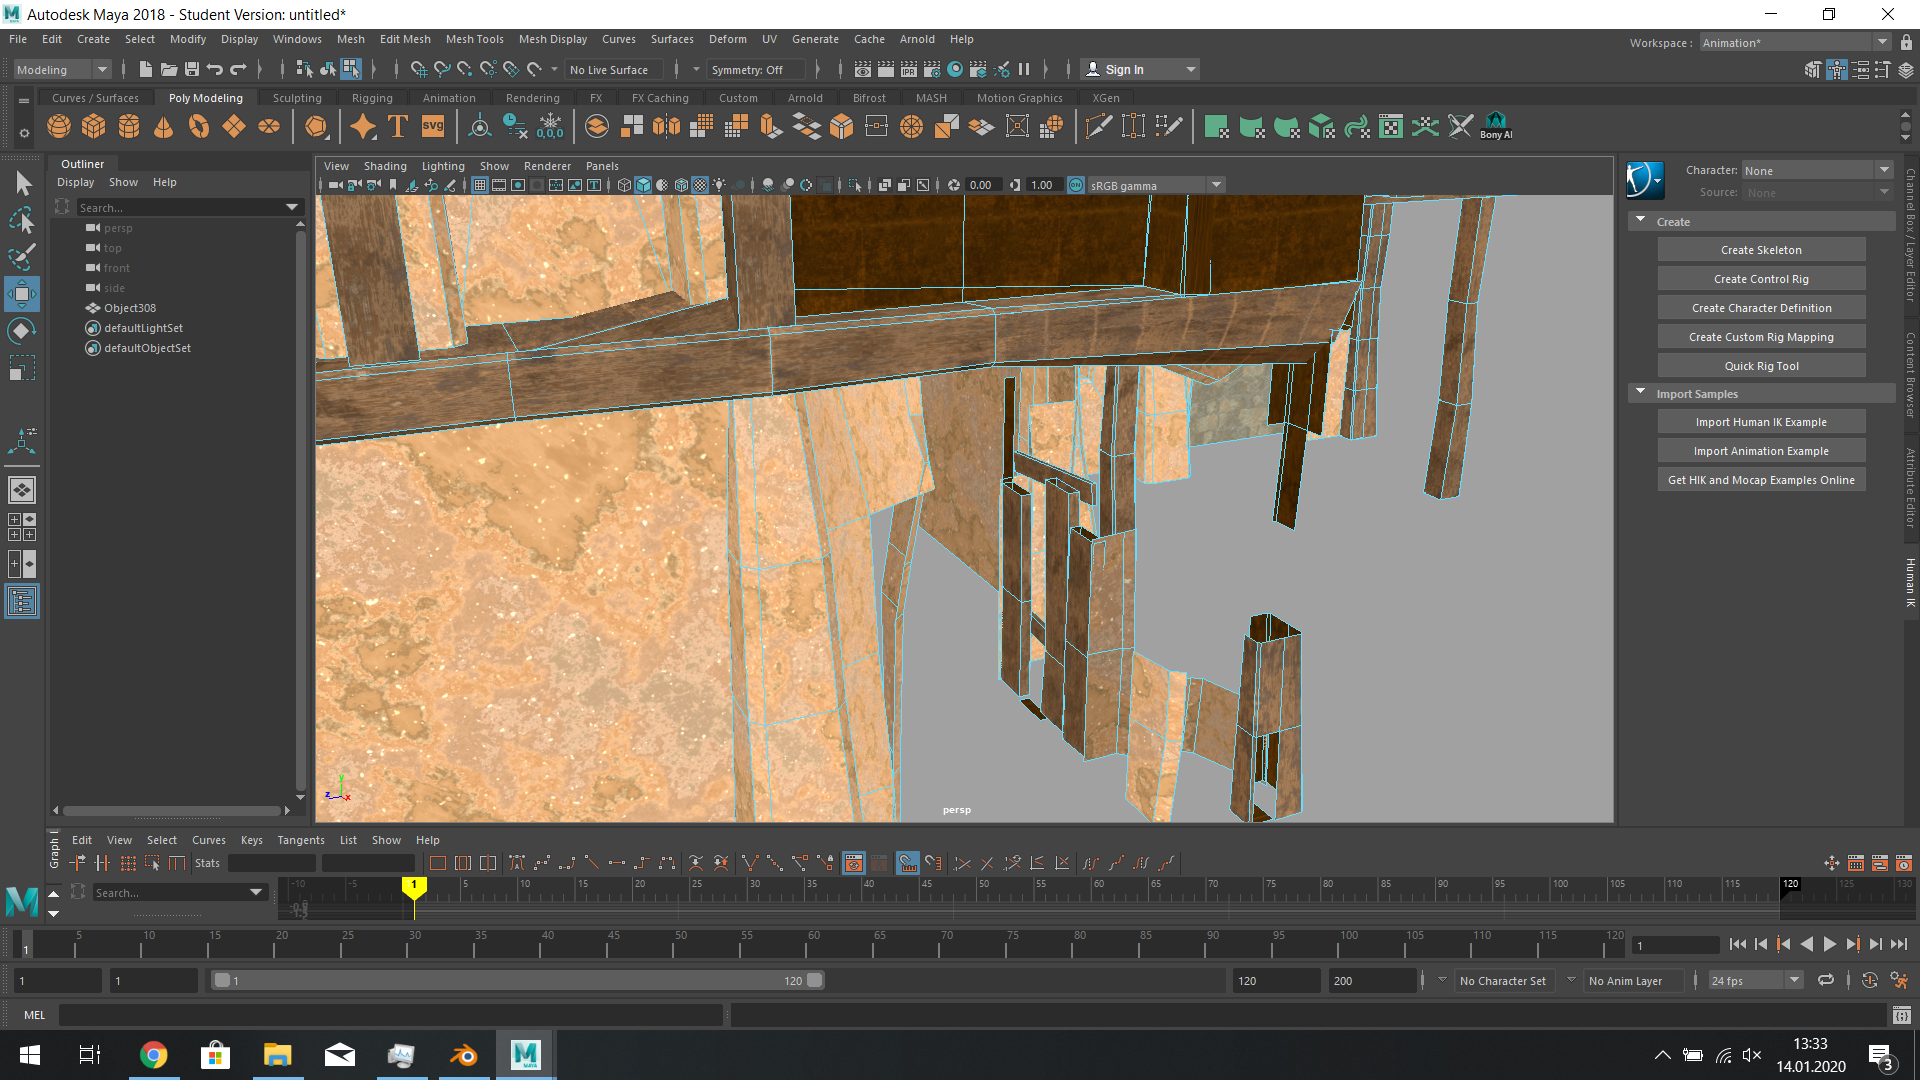 Autodesk Maya 2018 - Student Version: untitled*
File Edit Create Select Modify Display Windows Mesh Edit Mesh Mesh Tools Mesh Display Curves Surfaces Deform UV Generate Cache Arnold Help
Workspace : Animation*
Modeling No Live Surface Symmetry: Off Sign In
Curves / Surfaces Poly Modeling Sculpting Rigging Animation Rendering FX FX Caching Custom Arnold Bifrost MASH Motion Graphics XGen
T SVG 0,0,0 Bony AI
Outliner
Display Show Help
Search...
persp
top
front
side
Object308
defaultLightSet
defaultObjectSet
View Shading Lighting Show Renderer Panels
0.00 1.00 sRGB gamma
y
z x
persp
Character: None
Source: None
Create
Create Skeleton
Create Control Rig
Create Character Definition
Create Custom Rig Mapping
Quick Rig Tool
Import Samples
Import Human IK Example
Import Animation Example
Get HIK and Mocap Examples Online
Channel Box / Layer Editor
Content Browser
Attribute Editor
Human IK
Edit View Select Curves Keys Tangents List Show Help
Stats
Search...
-10 -5 1 5 10 15 20 25 30 35 40 45 50 55 60 65 70 75 80 85 90 95 100 105 110 115 120 125 130
1 5 10 15 20 25 30 35 40 45 50 55 60 65 70 75 80 85 90 95 100 105 110 115 120 1
1 1 1 120 120 200 No Character Set No Anim Layer 24 fps
MEL
13:33
14.01.2020
3